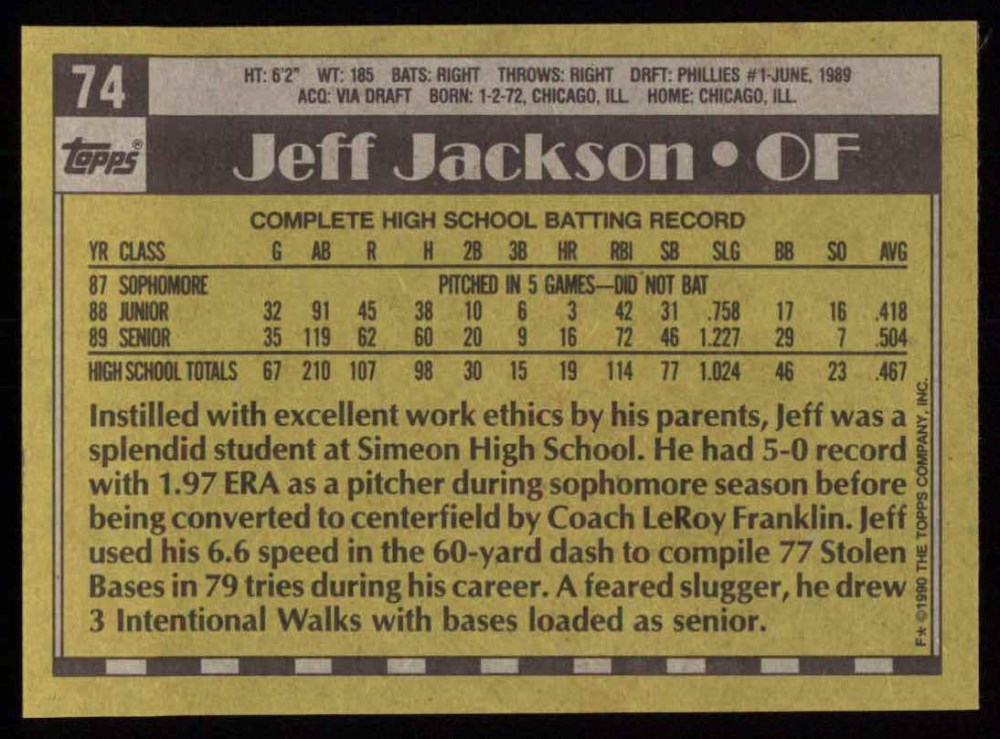 74
HT: 6'2" WT: 185 BATS: RIGHT THROWS: RIGHT DRFT: PHILLIES #1-JUNE, 1989
ACQ: VIA DRAFT BORN: 1-2-72, CHICAGO, ILL. HOME: CHICAGO, ILL.
topps®
Jeff Jackson • OF
COMPLETE HIGH SCHOOL BATTING RECORD
YR CLASS G AB R H 2B 3B HR RBI SB SLG BB SO AVG
87 SOPHOMORE PITCHED IN 5 GAMES—DID NOT BAT
88 JUNIOR 32 91 45 38 10 6 3 42 31 .758 17 16 .418
89 SENIOR 35 119 62 60 20 9 16 72 46 1.227 29 7 .504
HIGH SCHOOL TOTALS 67 210 107 98 30 15 19 114 77 1.024 46 23 .467
Instilled with excellent work ethics by his parents, Jeff was a
splendid student at Simeon High School. He had 5-0 record
with 1.97 ERA as a pitcher during sophomore season before
being converted to centerfield by Coach LeRoy Franklin. Jeff
used his 6.6 speed in the 60-yard dash to compile 77 Stolen
Bases in 79 tries during his career. A feared slugger, he drew
3 Intentional Walks with bases loaded as senior.
F* ©1990 THE TOPPS COMPANY, INC.